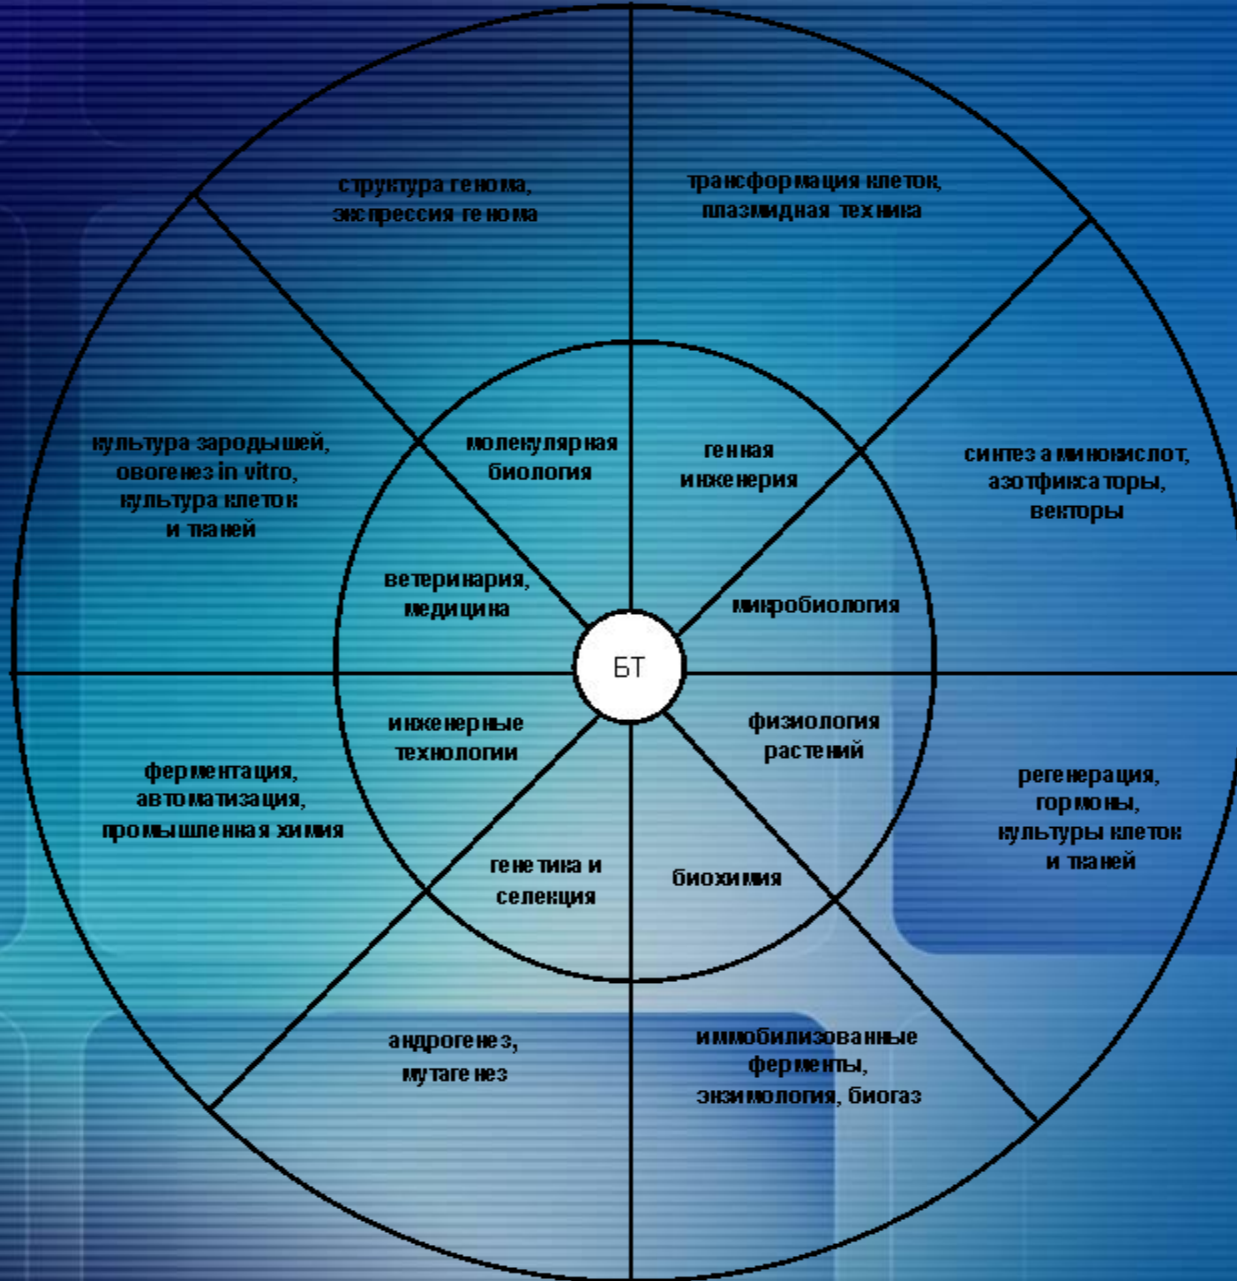 структура генома,
экспрессия генома
трансформация клеток,
плазмидная техника
культура зародышей,
овогенез in vitro,
культура клеток
и тканей
молекулярная
биология
генная
инженерия
синтез аминокислот,
азотфиксаторы,
векторы
ветеринария,
медицина
микробиология
БТ
инженерные
технологии
физиология
растений
ферментация,
автоматизация,
промышленная химия
регенерация,
гормоны,
культуры клеток
и тканей
генетика и
селекция
биохимия
андрогенез,
мутагенез
иммобилизованные
ферменты,
энзимология, биогаз